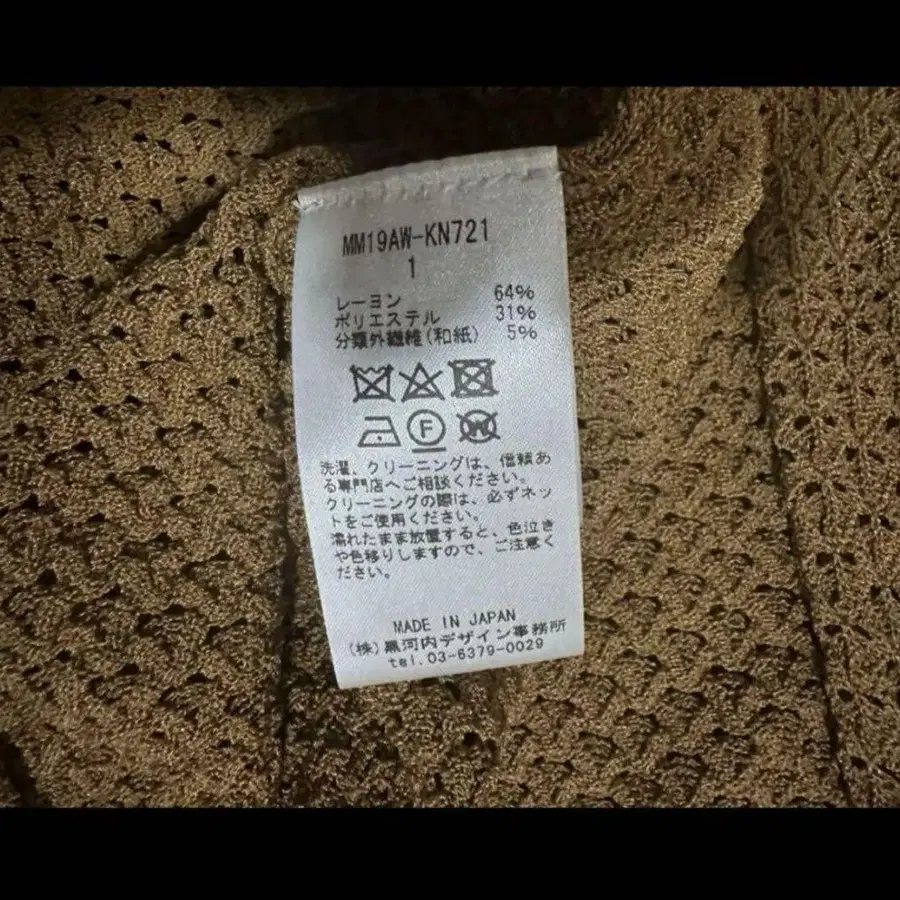 MM19AW-KN721
1
レーヨン 64%
ポリエステル 31%
分類外繊維(和紙) 5%
F
W
洗濯、クリーニングは、信頼あ
る専門店へご相談ください。
クリーニングの際は、必ずネッ
トをご使用ください。
濡れたまま放置すると、色泣き
や色移りしますので、ご注意く
ださい。
MADE IN JAPAN
(株)黒河内デザイン事務所
tel.03-6379-0029